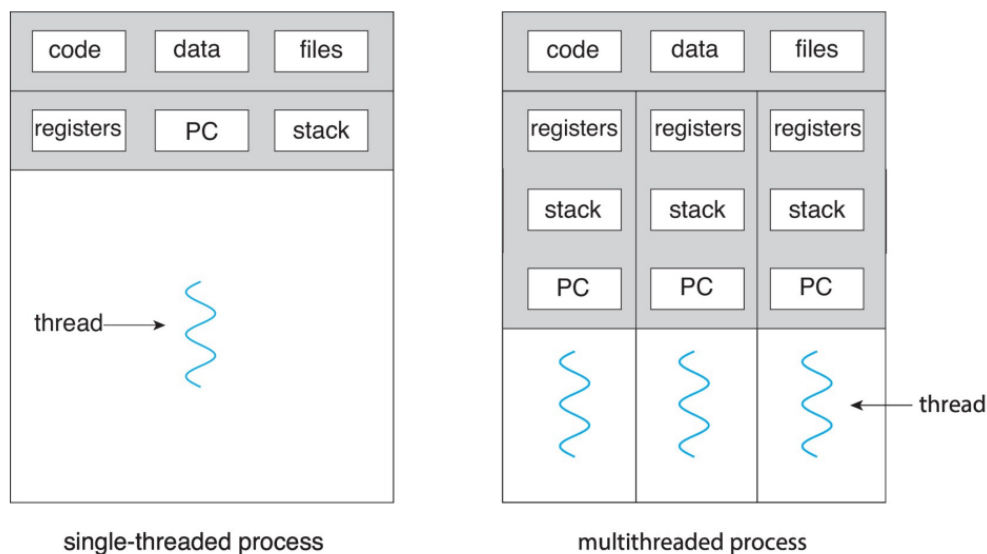 code data files code data files
registers PC stack registers registers registers
stack stack stack
PC PC PC
thread
thread
single-threaded process multithreaded process